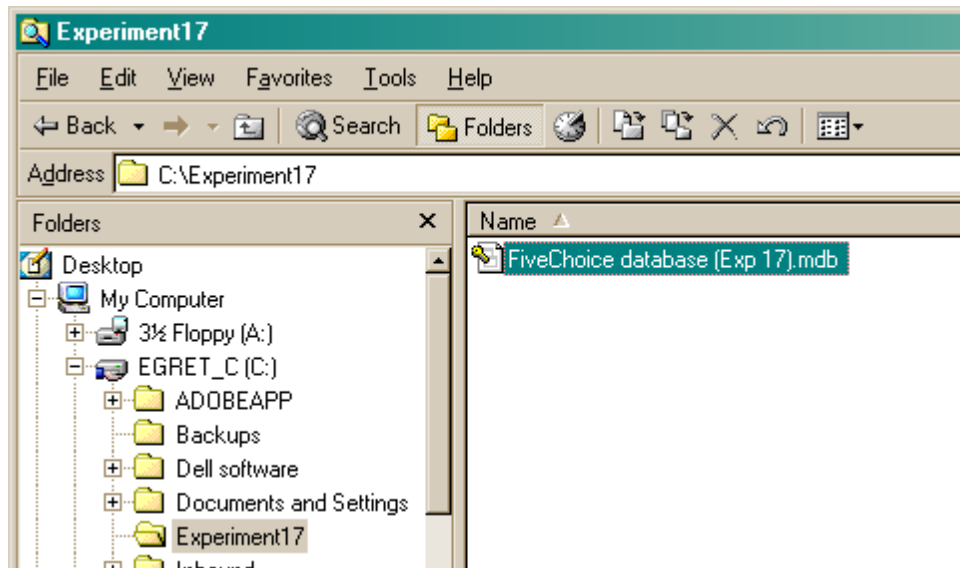 Experiment17
File Edit View Favorites Tools Help
Back Search Folders
Address C:\Experiment17
Folders
Name
Desktop
My Computer
3½ Floppy (A:)
EGRET_C (C:)
ADOBEAPP
Backups
Dell software
Documents and Settings
Experiment17
FiveChoice database (Exp 17).mdb